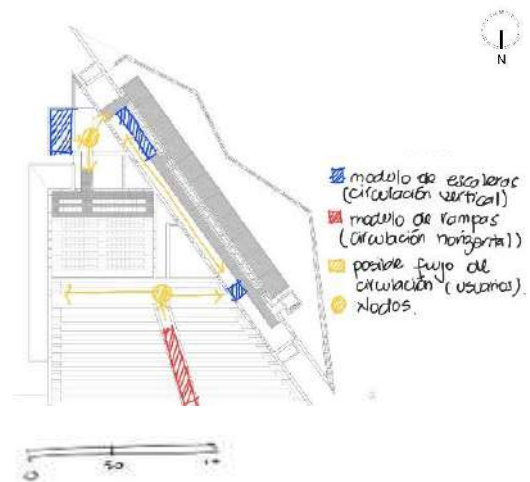 N
modulo de escaleras
(circulación vertical)
modulo de rampas
(circulación horizontal)
posible flujo de
circulación (usuarios).
Nodos.
0 50